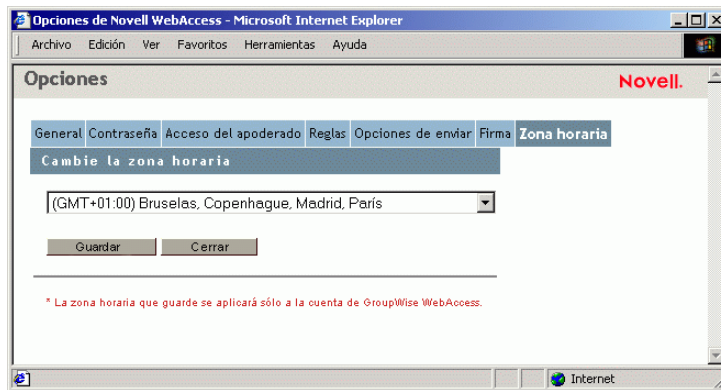 Opciones de Novell WebAccess - Microsoft Internet Explorer
Archivo Edición Ver Favoritos Herramientas Ayuda
Opciones
Novell.
General Contraseña Acceso del apoderado Reglas Opciones de enviar Firma Zona horaria
Cambie la zona horaria
(GMT+01:00) Bruselas, Copenhague, Madrid, París
Guardar Cerrar
* La zona horaria que guarde se aplicará sólo a la cuenta de GroupWise WebAccess.
Internet